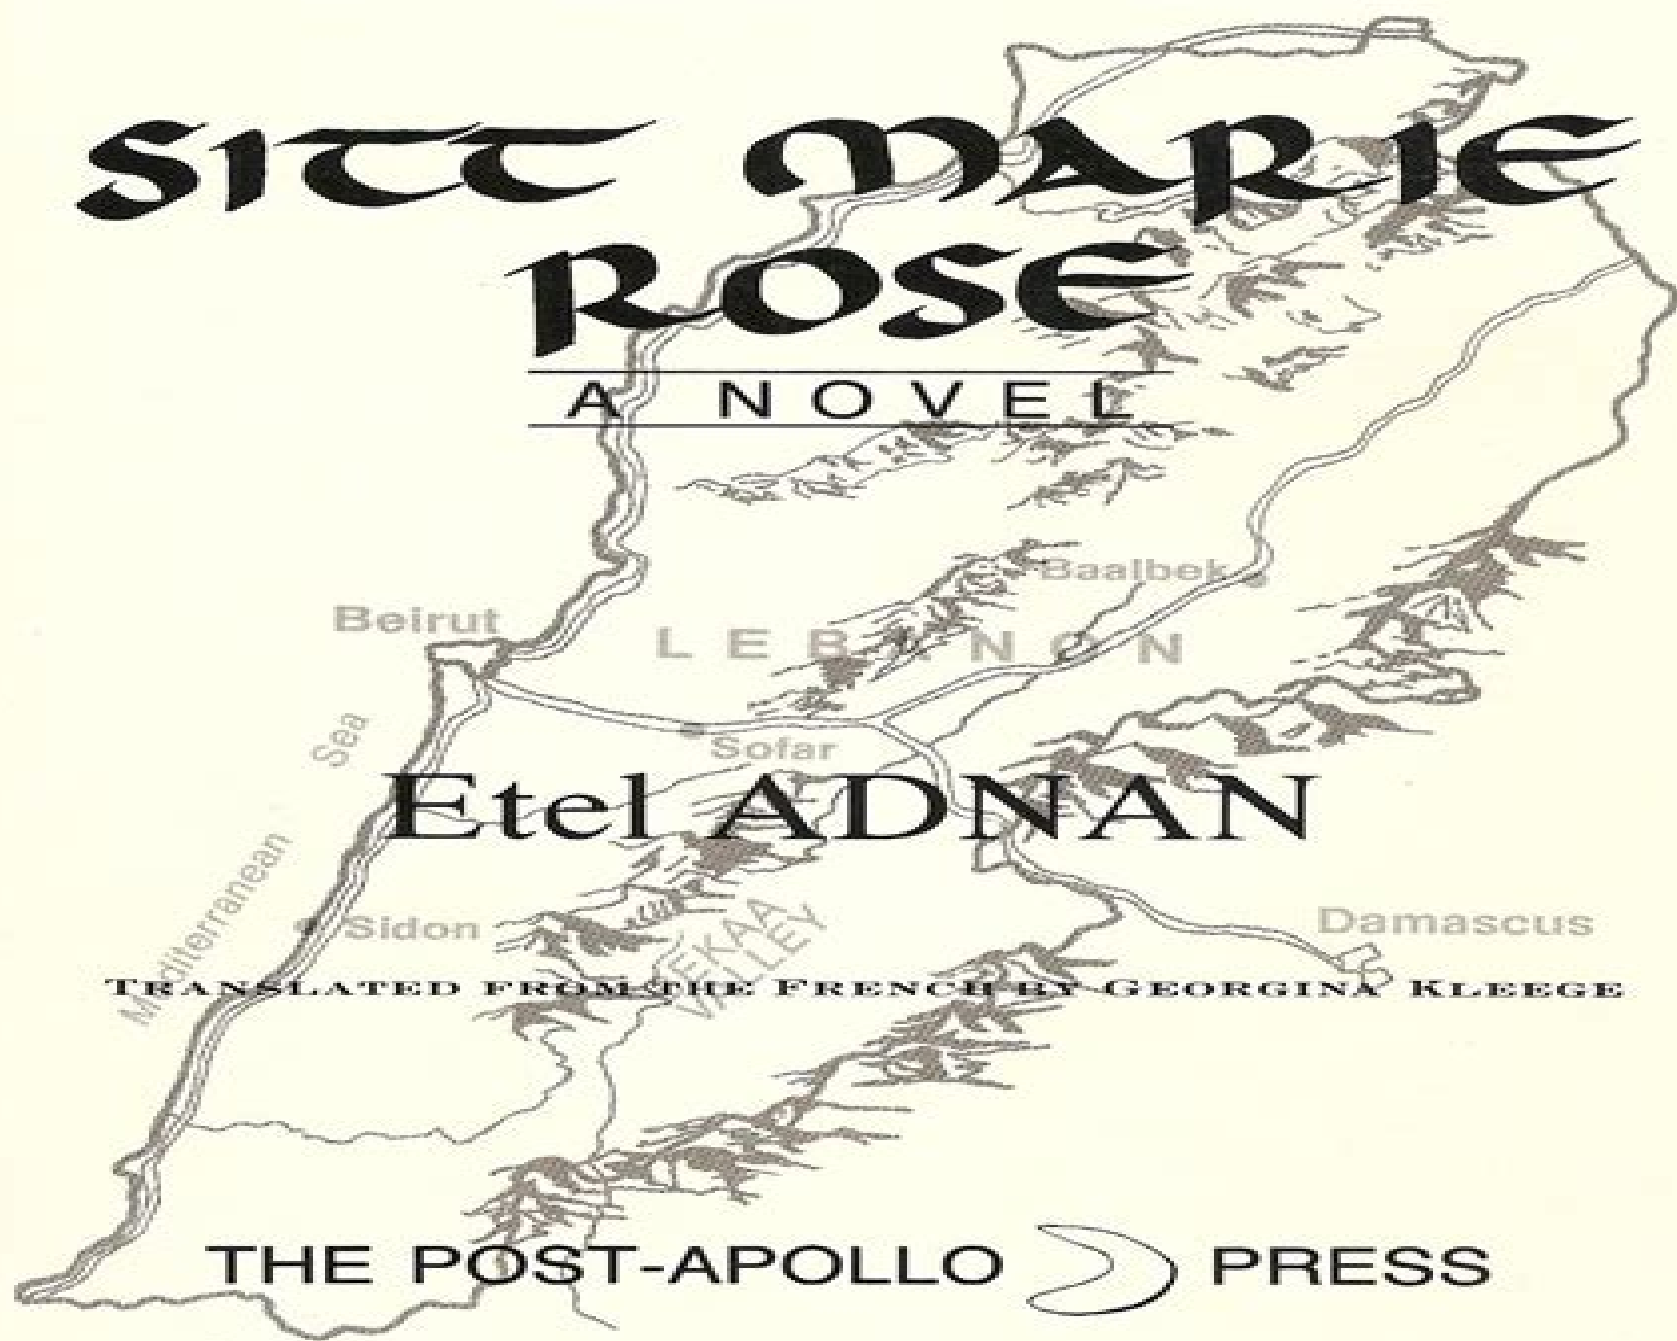 SITT MARIE
ROSE
A NOVEL
Baalbek
Beirut
LEBANON
Sofar
Sea
Etel ADNAN
Mediterranean
Sidon
BEKAA
VALLEY
Damascus
TRANSLATED FROM THE FRENCH BY GEORGINA KLEEGE
THE POST-APOLLO PRESS